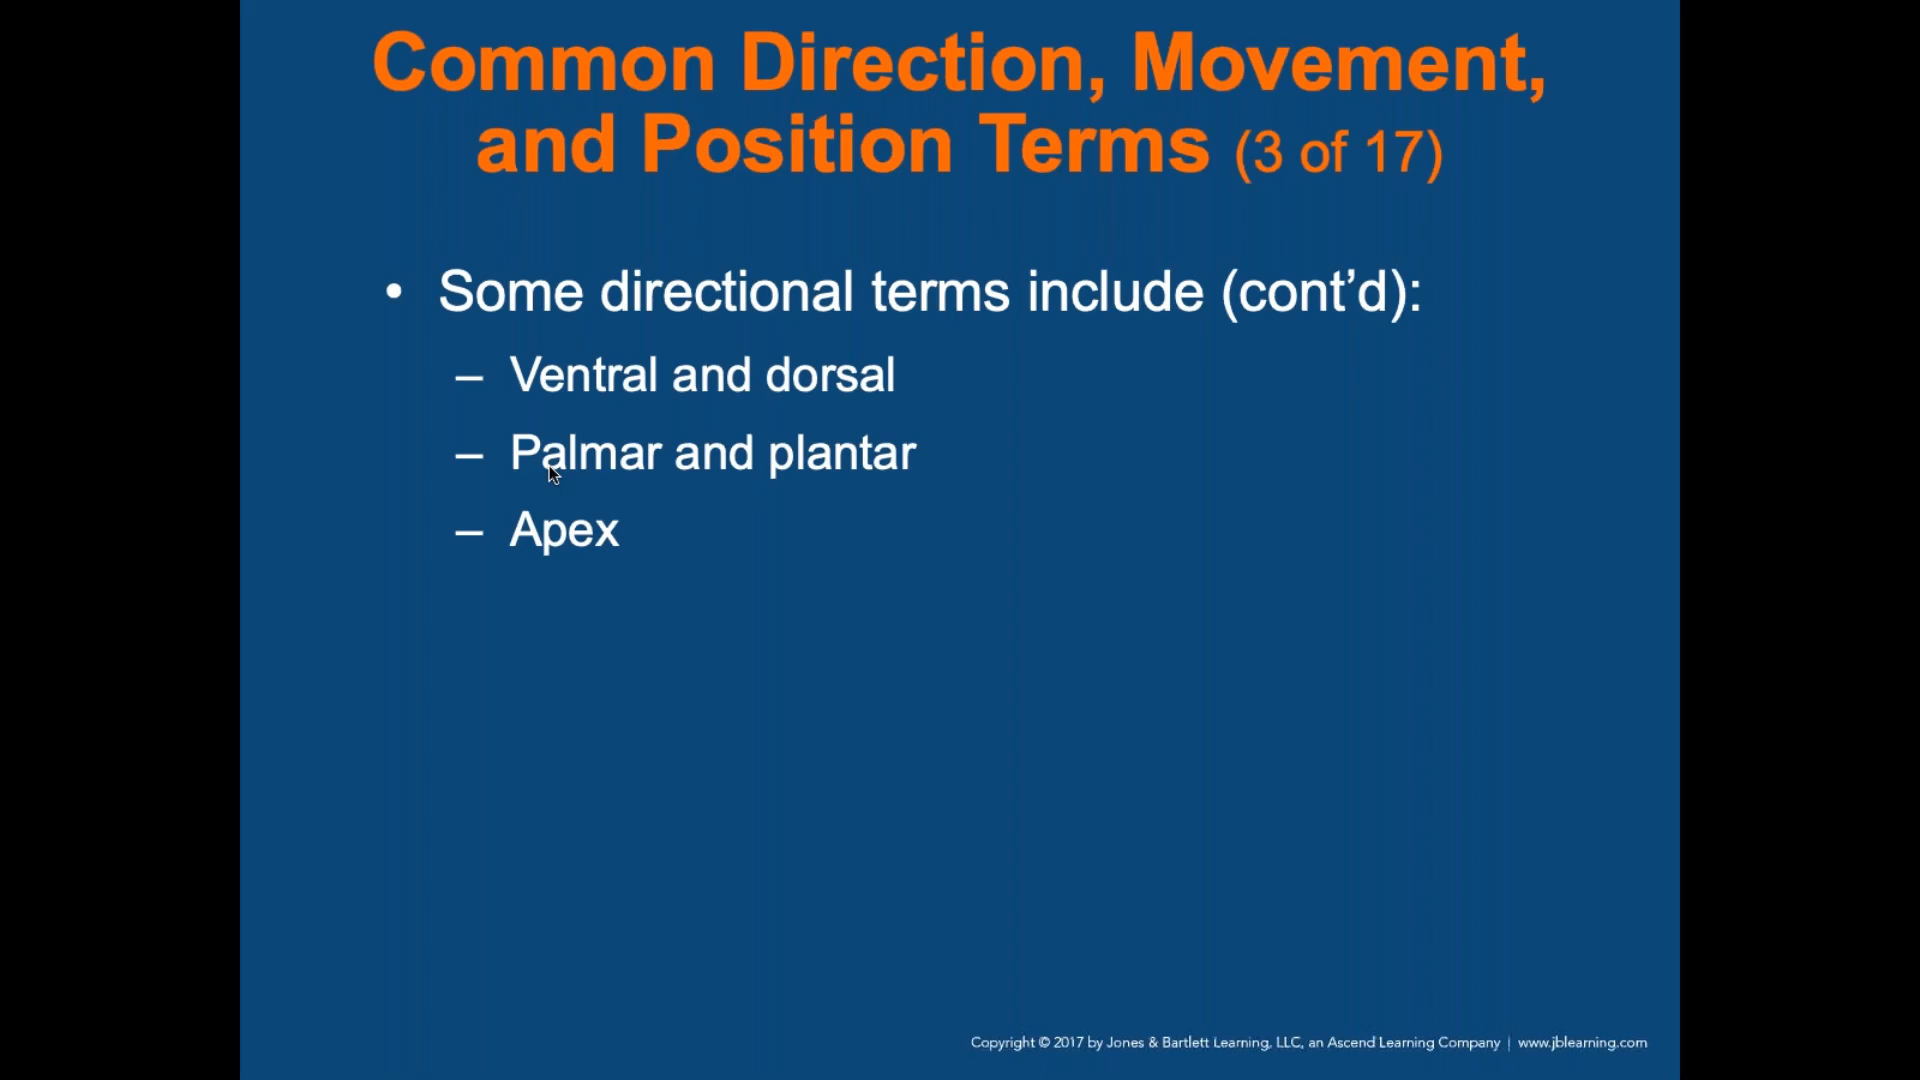 Common Direction, Movement,
and Position Terms (3 of 17)
• Some directional terms include (cont’d):
– Ventral and dorsal
– Palmar and plantar
– Apex
Copyright © 2017 by Jones & Bartlett Learning, LLC, an Ascend Learning Company | www.jblearning.com